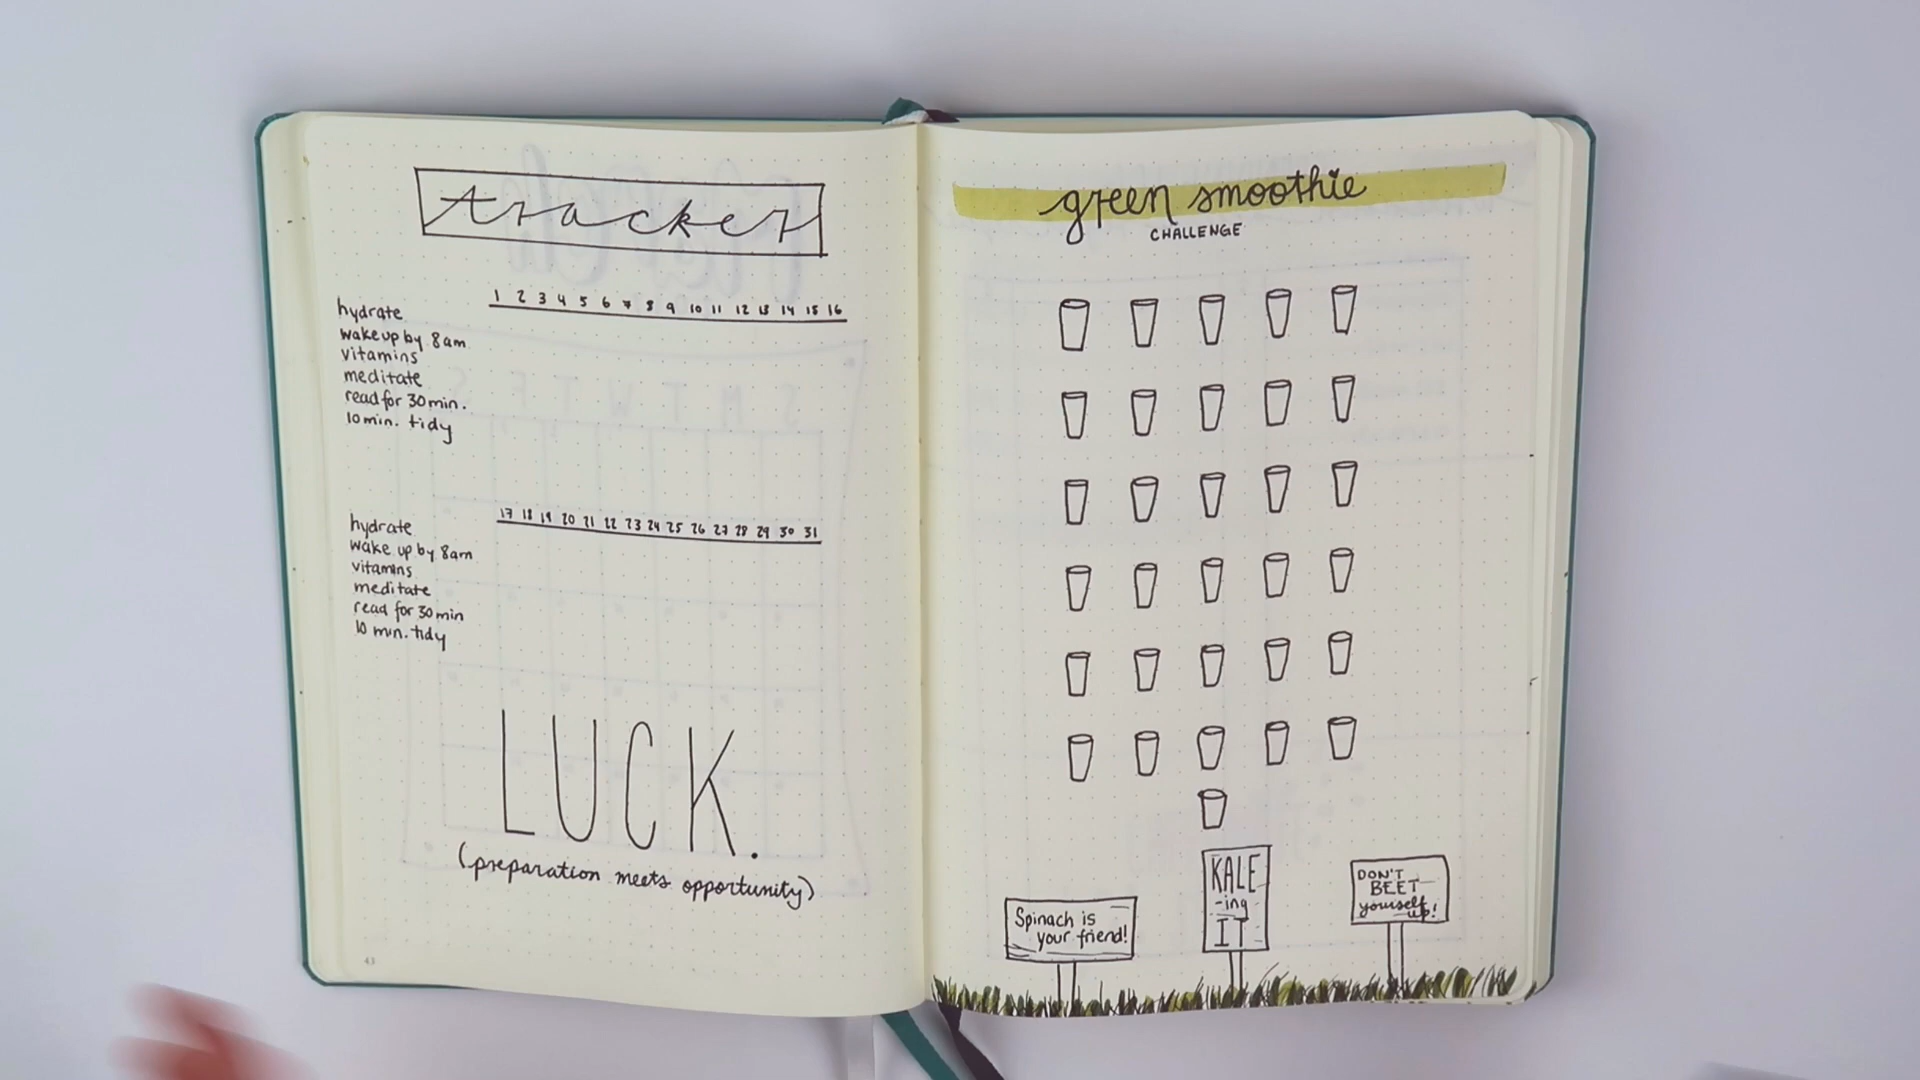 Tracker
1 2 3 4 5 6 7 8 9 10 11 12 13 14 15 16
hydrate
wake up by 8am
vitamins
meditate
read for 30 min.
10 min. tidy
17 18 19 20 21 22 23 24 25 26 27 28 29 30 31
hydrate
wake up by 8am
vitamins
meditate
read for 30 min
10 min. tidy
LUCK.
(preparation meets opportunity)
43
green smoothie
CHALLENGE
Spinach is
your friend!
KALE
-ing
IT
DON'T
BEET
yourself
up!